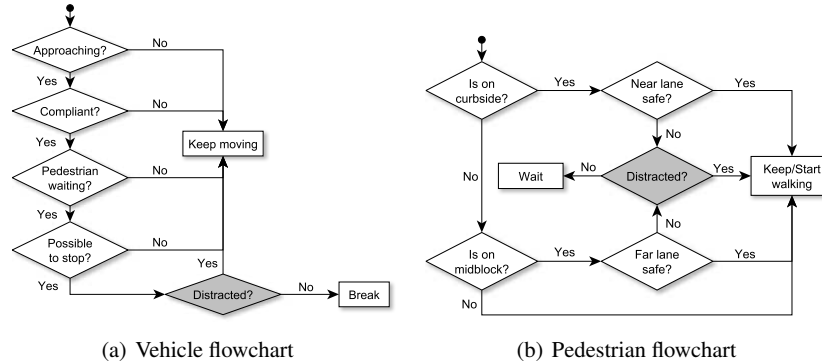 Approaching?
No
Yes
Compliant?
No
Yes
Keep moving
Pedestrian
waiting?
No
Yes
Possible
to stop?
No
Yes
Yes
Distracted?
No
Break
(a) Vehicle flowchart
Is on
curbside?
Yes
Near lane
safe?
Yes
No
No
Wait
No
Distracted?
Yes
Keep/Start
walking
No
Is on
midblock?
Yes
Far lane
safe?
Yes
No
(b) Pedestrian flowchart